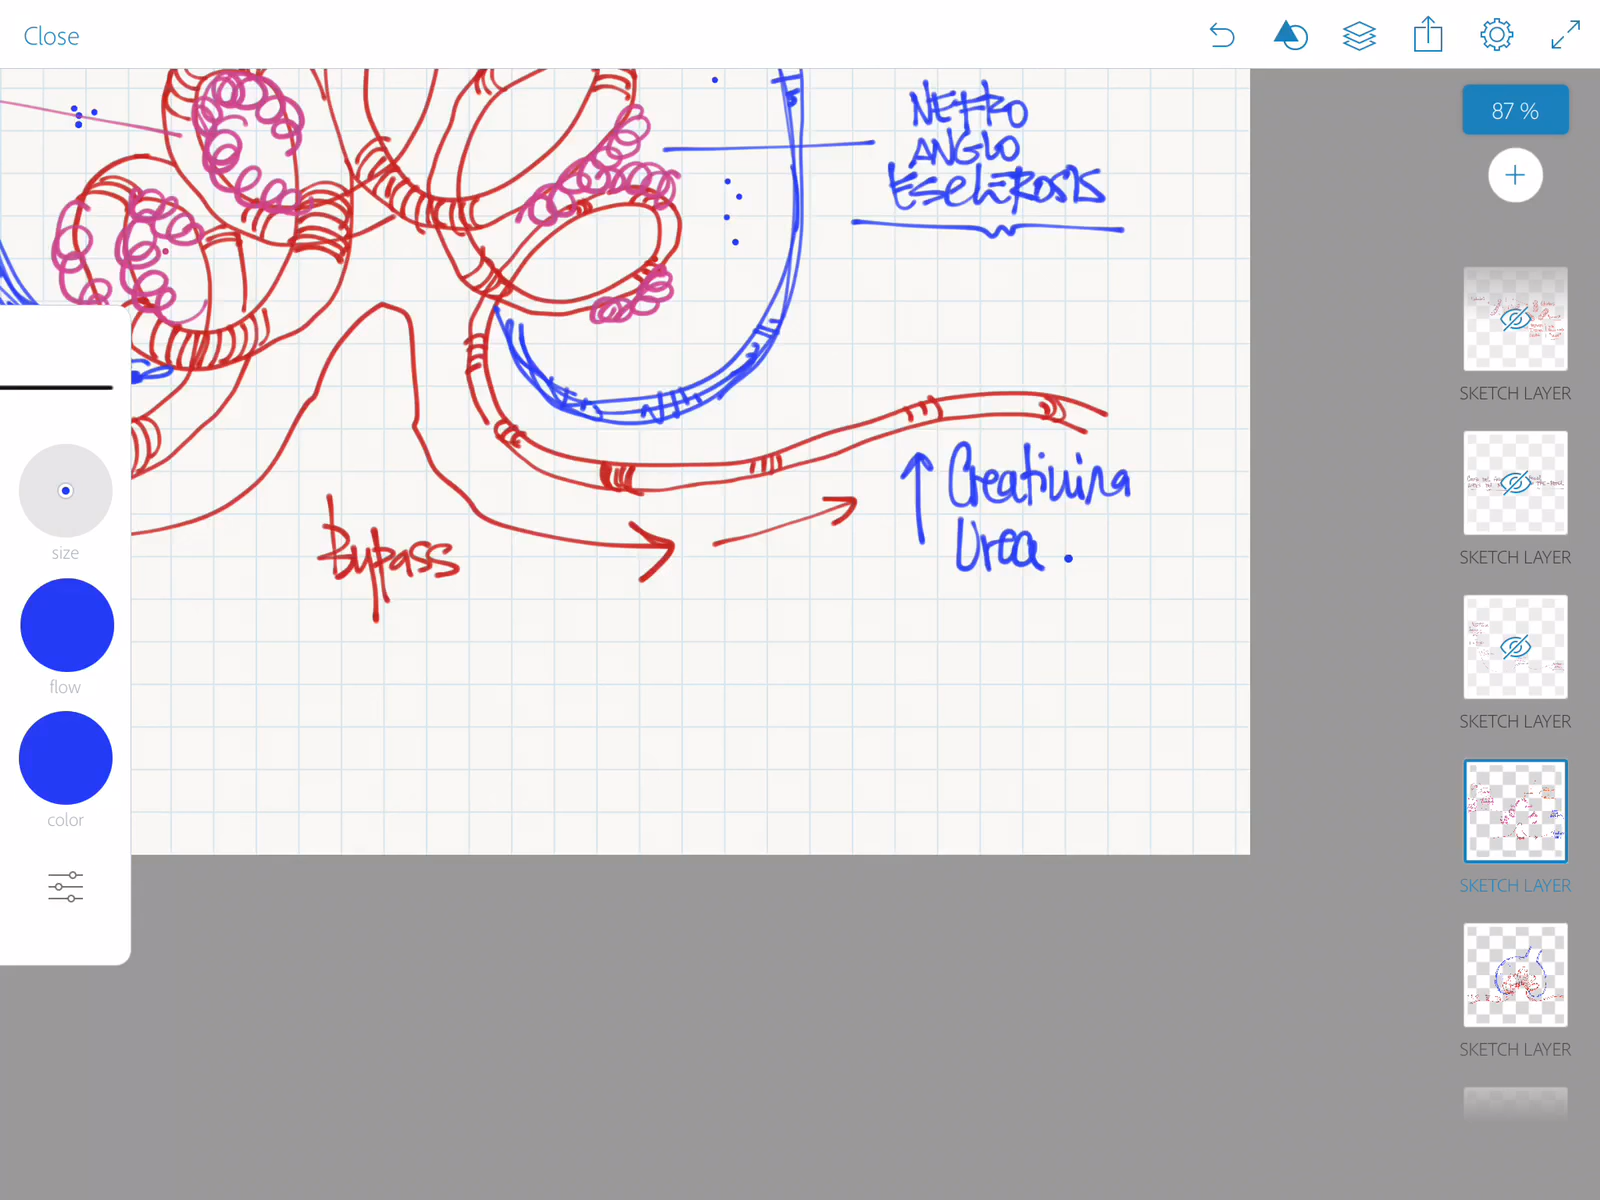 Close
87 %
NEFRO
ANGLO
ESCLEROSIS
SKETCH LAYER
SKETCH LAYER
SKETCH LAYER
SKETCH LAYER
SKETCH LAYER
size
flow
color
Bypass
↑ Creatinina
Urea .